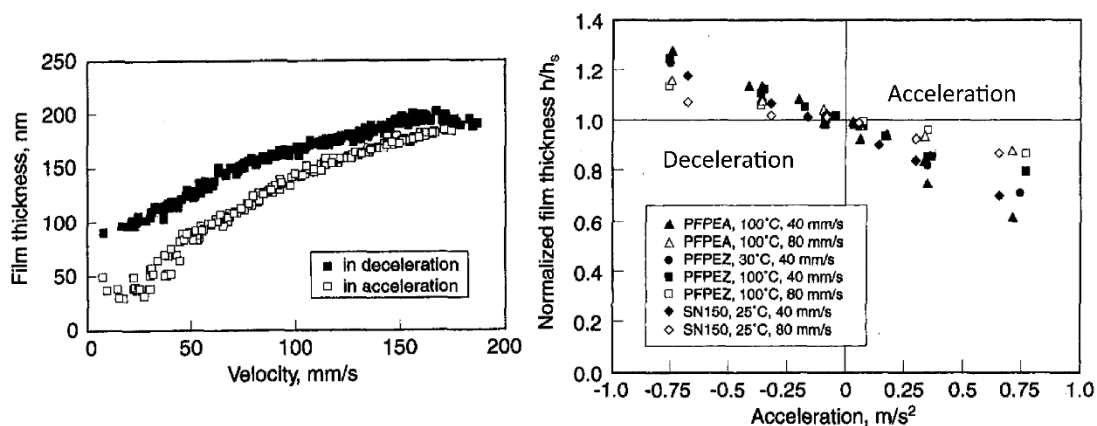 250
200
150
100
50
0
Film thickness, nm
in deceleration
in acceleration
0 50 100 150 200
Velocity, mm/s
1.4
1.2
1.0
0.8
0.6
0.4
0.2
0.0
Normalized film thickness h/hs
Acceleration
Deceleration
PFPEA, 100°C, 40 mm/s
PFPEA, 100°C, 80 mm/s
PFPEZ, 30°C, 40 mm/s
PFPEZ, 100°C, 40 mm/s
PFPEZ, 100°C, 80 mm/s
SN150, 25°C, 40 mm/s
SN150, 25°C, 80 mm/s
-1.0 -0.75 -0.5 -0.25 0 0.25 0.5 0.75 1.0
Acceleration, m/s²